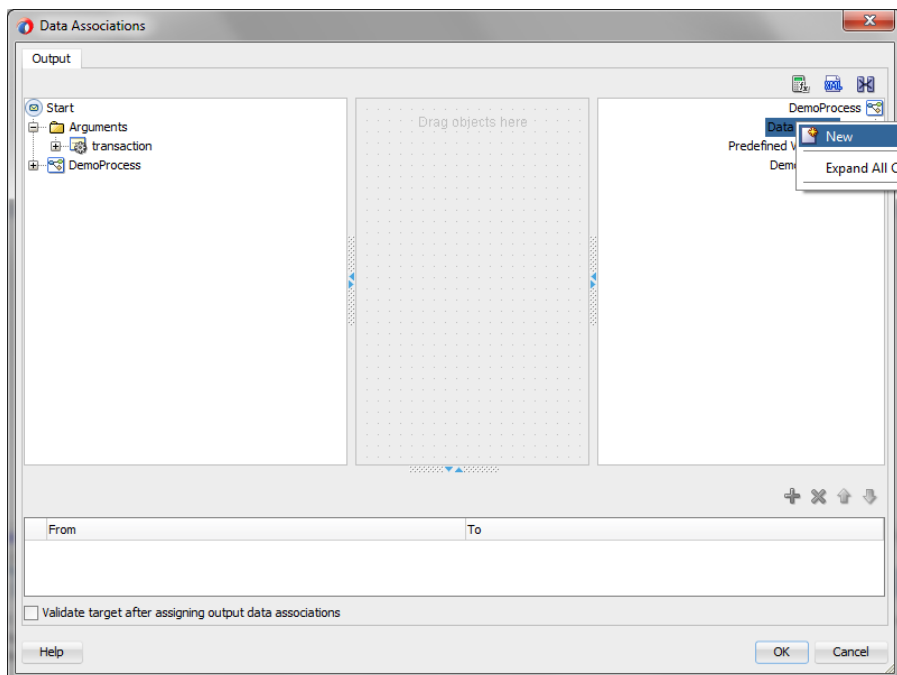 Data Associations
Output
Start
Arguments
transaction
DemoProcess
Drag objects here
DemoProcess
Data
Predefined
New
Expand All
From
To
Validate target after assigning output data associations
Help
OK
Cancel